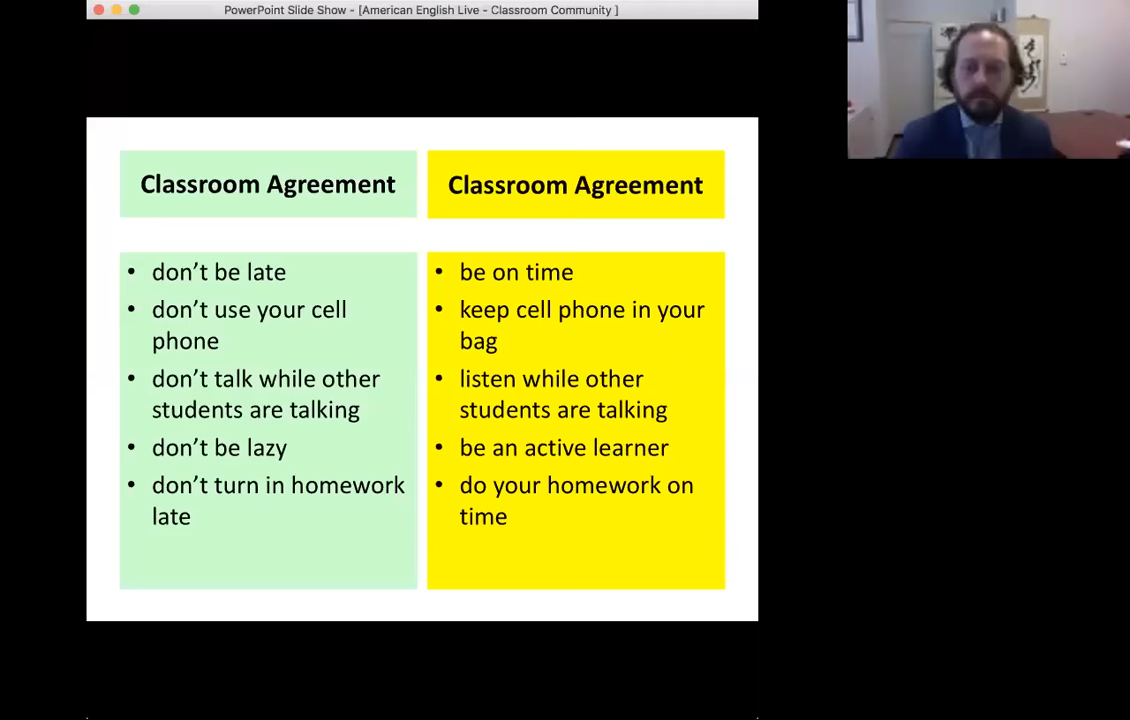 PowerPoint Slide Show - [American English Live - Classroom Community ]
Classroom Agreement
• don't be late
• don't use your cell
phone
• don't talk while other
students are talking
• don't be lazy
• don't turn in homework
late
Classroom Agreement
• be on time
• keep cell phone in your
bag
• listen while other
students are talking
• be an active learner
• do your homework on
time